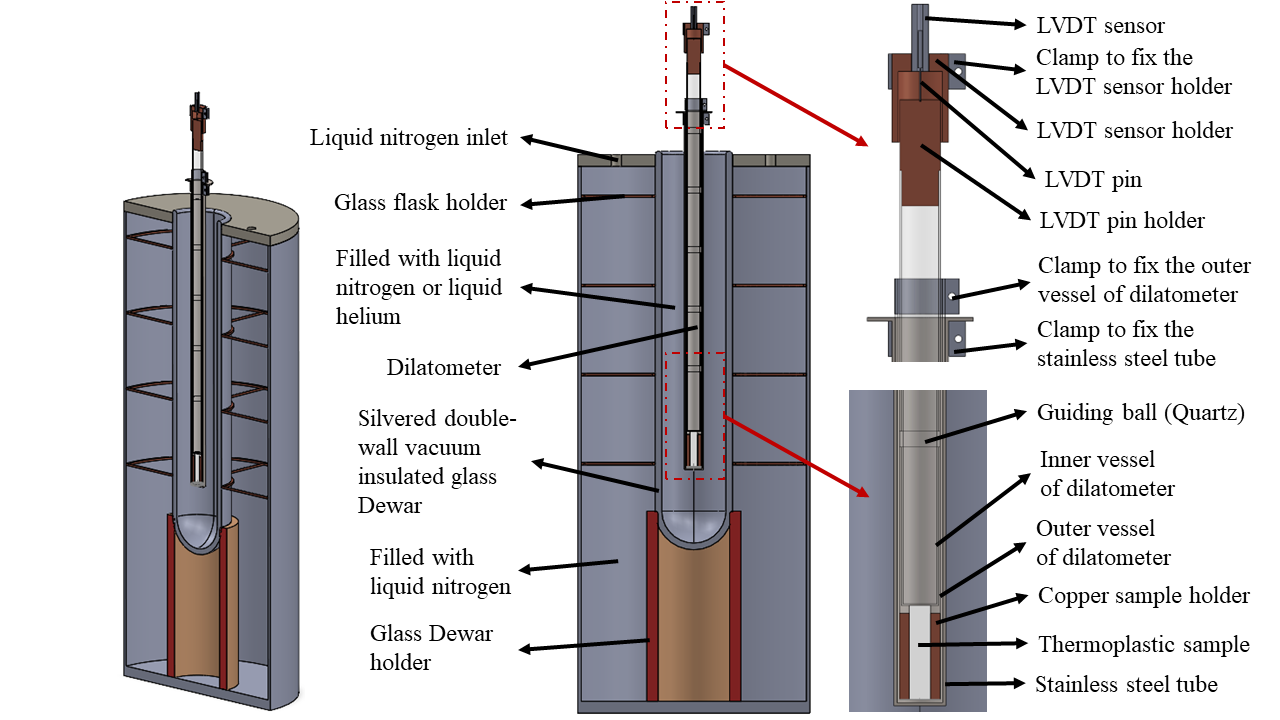 Liquid nitrogen inlet
Glass flask holder
Filled with liquid
nitrogen or liquid
helium
Dilatometer
Silvered double-
wall vacuum
insulated glass
Dewar
Filled with
liquid nitrogen
Glass Dewar
holder
LVDT sensor
Clamp to fix the
LVDT sensor holder
LVDT sensor holder
LVDT pin
LVDT pin holder
Clamp to fix the outer
vessel of dilatometer
Clamp to fix the
stainless steel tube
Guiding ball (Quartz)
Inner vessel
of dilatometer
Outer vessel
of dilatometer
Copper sample holder
Thermoplastic sample
Stainless steel tube